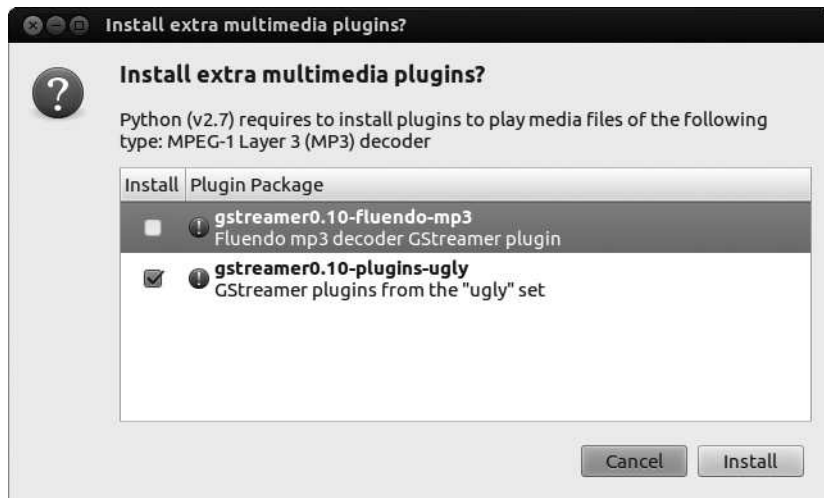 Install extra multimedia plugins?
Install extra multimedia plugins?
Python (v2.7) requires to install plugins to play media files of the following
type: MPEG-1 Layer 3 (MP3) decoder
Install Plugin Package
gstreamer0.10-fluendo-mp3
Fluendo mp3 decoder GStreamer plugin
gstreamer0.10-plugins-ugly
GStreamer plugins from the "ugly" set
Cancel Install